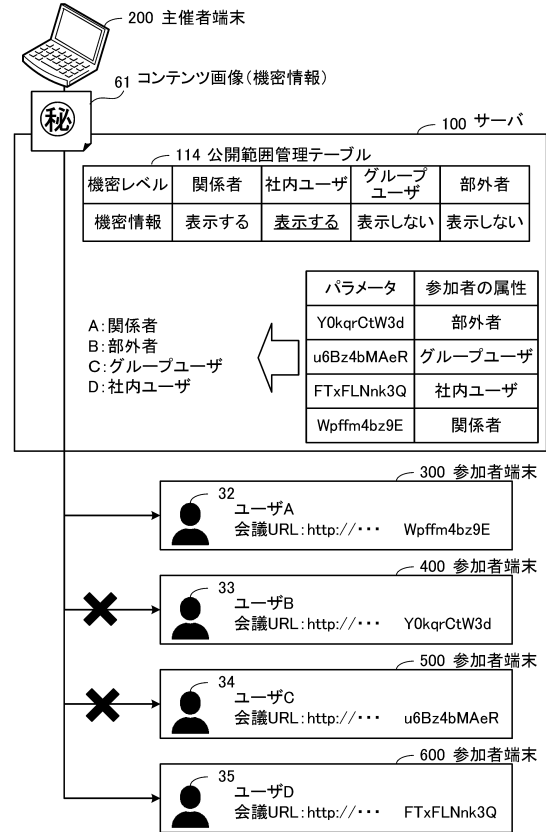 200 主催者端末
61 コンテンツ画像(機密情報)
秘
100 サーバ
114 公開範囲管理テーブル
機密レベル 関係者 社内ユーザ グループユーザ 部外者
機密情報 表示する 表示する 表示しない 表示しない
パラメータ 参加者の属性
Y0kqrCtW3d 部外者
u6Bz4bMAeR グループユーザ
FTxFLNnk3Q 社内ユーザ
Wpffm4bz9E 関係者
A:関係者
B:部外者
C:グループユーザ
D:社内ユーザ
300 参加者端末
32
ユーザA
会議URL:http://・・・ Wpffm4bz9E
400 参加者端末
33
ユーザB
会議URL:http://・・・ Y0kqrCtW3d
500 参加者端末
34
ユーザC
会議URL:http://・・・ u6Bz4bMAeR
600 参加者端末
35
ユーザD
会議URL:http://・・・ FTxFLNnk3Q